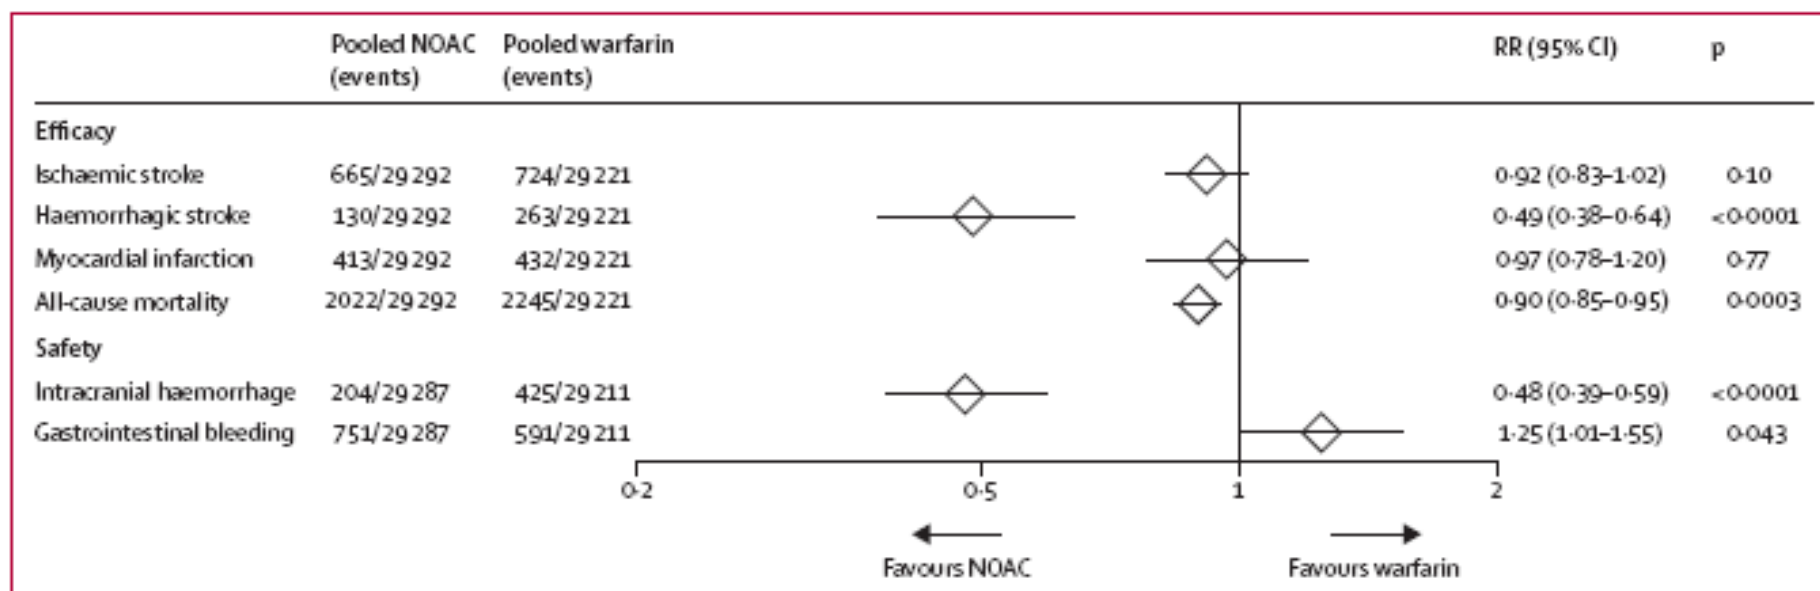 Pooled NOAC Pooled warfarin RR (95% CI) p
(events) (events)
Efficacy
Ischaemic stroke 665/29 292 724/29 221 0·92 (0·83–1·02) 0·10
Haemorrhagic stroke 130/29 292 263/29 221 0·49 (0·38–0·64) <0·0001
Myocardial infarction 413/29 292 432/29 221 0·97 (0·78–1·20) 0·77
All-cause mortality 2022/29 292 2245/29 221 0·90 (0·85–0·95) 0·0003
Safety
Intracranial haemorrhage 204/29 287 425/29 211 0·48 (0·39–0·59) <0·0001
Gastrointestinal bleeding 751/29 287 591/29 211 1·25 (1·01–1·55) 0·043
0·2 0·5 1 2
Favours NOAC Favours warfarin